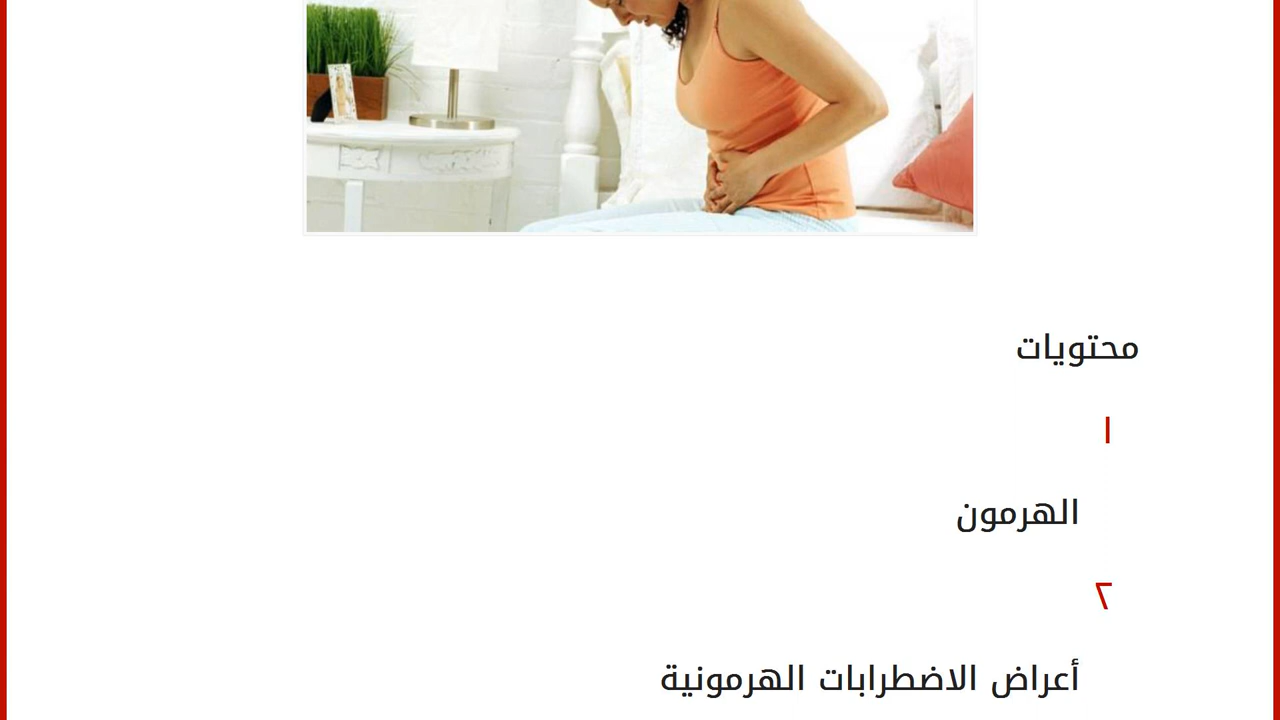 محتويات
١
الهرمون
٢
أعراض الاضطرابات الهرمونية